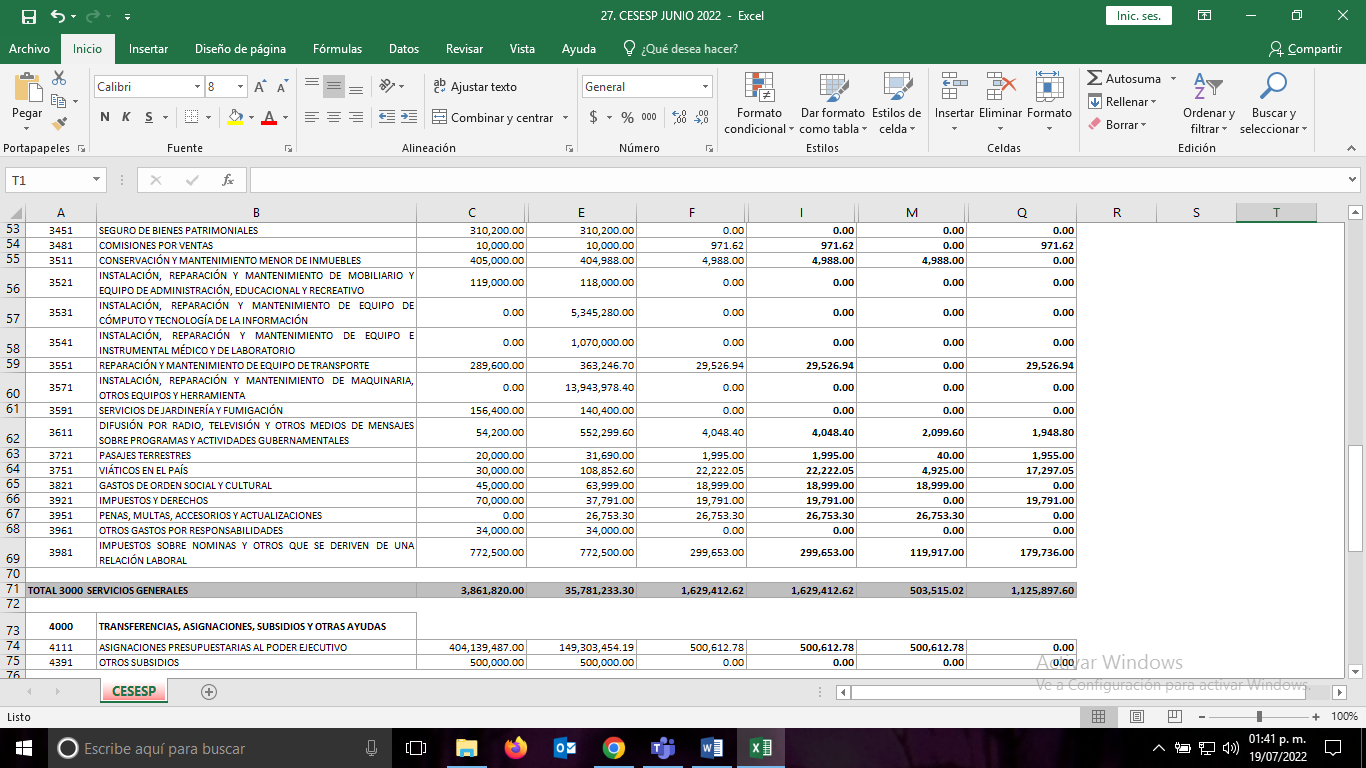 27. CESESP JUNIO 2022 - Excel
Inic. ses.
Archivo Inicio Insertar Diseño de página Fórmulas Datos Revisar Vista Ayuda ¿Qué desea hacer? Compartir
Calibri 8 A A ab Ajustar texto General Autosuma
Pegar N K S A Combinar y centrar $ % 000 Formato condicional Dar formato como tabla Estilos de celda Insertar Eliminar Formato Rellenar Borrar Ordenar y filtrar Buscar y seleccionar
Portapapeles Fuente Alineación Número Estilos Celdas Edición
T1 fx
A B C E F I M Q R S T
53 3451 SEGURO DE BIENES PATRIMONIALES 310,200.00 310,200.00 0.00 0.00 0.00 0.00
54 3481 COMISIONES POR VENTAS 10,000.00 10,000.00 971.62 971.62 0.00 971.62
55 3511 CONSERVACIÓN Y MANTENIMIENTO MENOR DE INMUEBLES 405,000.00 404,988.00 4,988.00 4,988.00 4,988.00 0.00
56 3521 INSTALACIÓN, REPARACIÓN Y MANTENIMIENTO DE MOBILIARIO Y
EQUIPO DE ADMINISTRACIÓN, EDUCACIONAL Y RECREATIVO 119,000.00 118,000.00 0.00 0.00 0.00 0.00
57 3531 INSTALACIÓN, REPARACIÓN Y MANTENIMIENTO DE EQUIPO DE
CÓMPUTO Y TECNOLOGÍA DE LA INFORMACIÓN 0.00 5,345,280.00 0.00 0.00 0.00 0.00
58 3541 INSTALACIÓN, REPARACIÓN Y MANTENIMIENTO DE EQUIPO E
INSTRUMENTAL MÉDICO Y DE LABORATORIO 0.00 1,070,000.00 0.00 0.00 0.00 0.00
59 3551 REPARACIÓN Y MANTENIMIENTO DE EQUIPO DE TRANSPORTE 289,600.00 363,246.70 29,526.94 29,526.94 0.00 29,526.94
60 3571 INSTALACIÓN, REPARACIÓN Y MANTENIMIENTO DE MAQUINARIA,
OTROS EQUIPOS Y HERRAMIENTA 0.00 13,943,978.40 0.00 0.00 0.00 0.00
61 3591 SERVICIOS DE JARDINERÍA Y FUMIGACIÓN 156,400.00 140,400.00 0.00 0.00 0.00 0.00
62 3611 DIFUSIÓN POR RADIO, TELEVISIÓN Y OTROS MEDIOS DE MENSAJES
SOBRE PROGRAMAS Y ACTIVIDADES GUBERNAMENTALES 54,200.00 552,299.60 4,048.40 4,048.40 2,099.60 1,948.80
63 3721 PASAJES TERRESTRES 20,000.00 31,690.00 1,995.00 1,995.00 40.00 1,955.00
64 3751 VIÁTICOS EN EL PAÍS 30,000.00 108,852.60 22,222.05 22,222.05 4,925.00 17,297.05
65 3821 GASTOS DE ORDEN SOCIAL Y CULTURAL 45,000.00 63,999.00 18,999.00 18,999.00 18,999.00 0.00
66 3921 IMPUESTOS Y DERECHOS 70,000.00 37,791.00 19,791.00 19,791.00 0.00 19,791.00
67 3951 PENAS, MULTAS, ACCESORIOS Y ACTUALIZACIONES 0.00 26,753.30 26,753.30 26,753.30 26,753.30 0.00
68 3961 OTROS GASTOS POR RESPONSABILIDADES 34,000.00 34,000.00 0.00 0.00 0.00 0.00
69 3981 IMPUESTOS SOBRE NOMINAS Y OTROS QUE SE DERIVEN DE UNA
RELACIÓN LABORAL 772,500.00 772,500.00 299,653.00 299,653.00 119,917.00 179,736.00
70
71 TOTAL 3000 SERVICIOS GENERALES 3,861,820.00 35,781,233.30 1,629,412.62 1,629,412.62 503,515.02 1,125,897.60
72
73 4000 TRANSFERENCIAS, ASIGNACIONES, SUBSIDIOS Y OTRAS AYUDAS
74 4111 ASIGNACIONES PRESUPUESTARIAS AL PODER EJECUTIVO 404,139,487.00 149,303,454.19 500,612.78 500,612.78 500,612.78 0.00
75 4391 OTROS SUBSIDIOS 500,000.00 500,000.00 0.00 0.00 0.00 0.00
76
Activar Windows
Ve a Configuración para activar Windows.
CESESP
Listo 100%
Escribe aquí para buscar
01:41 p. m.
19/07/2022